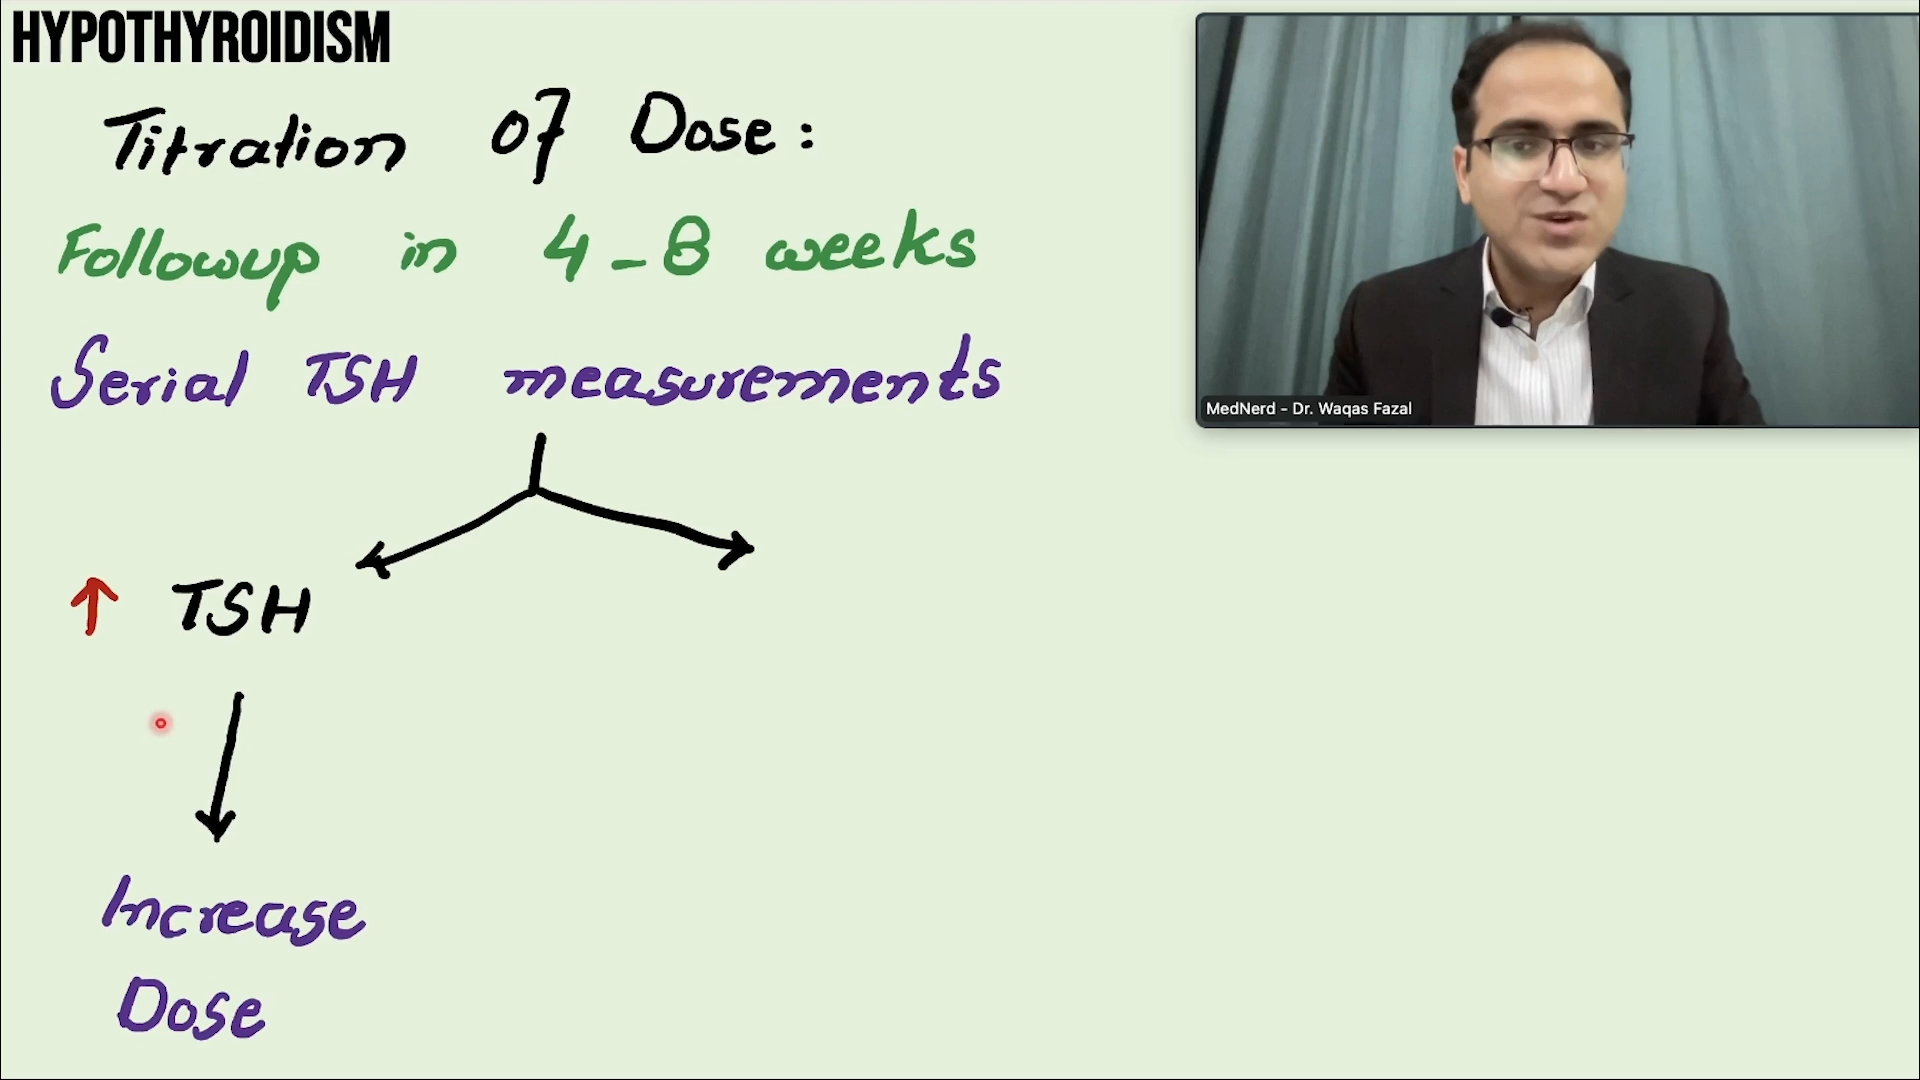 HYPOTHYROIDISM
Titration of Dose:
Followup in 4-8 weeks
Serial TSH measurements
↑ TSH
Increase
Dose
MedNerd - Dr. Waqas Fazal